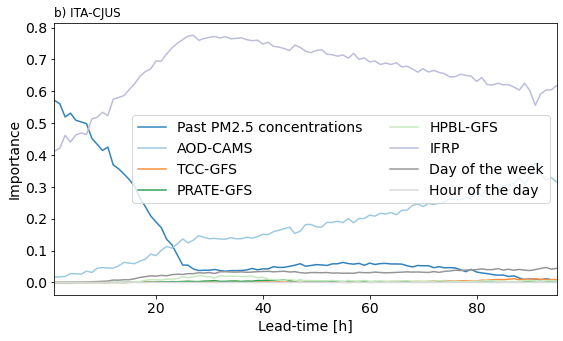 b) ITA-CJUS
0.8
0.7
0.6
0.5
0.4
0.3
0.2
0.1
0.0
Importance
Past PM2.5 concentrations
AOD-CAMS
TCC-GFS
PRATE-GFS
HPBL-GFS
IFRP
Day of the week
Hour of the day
20 40 60 80
Lead-time [h]